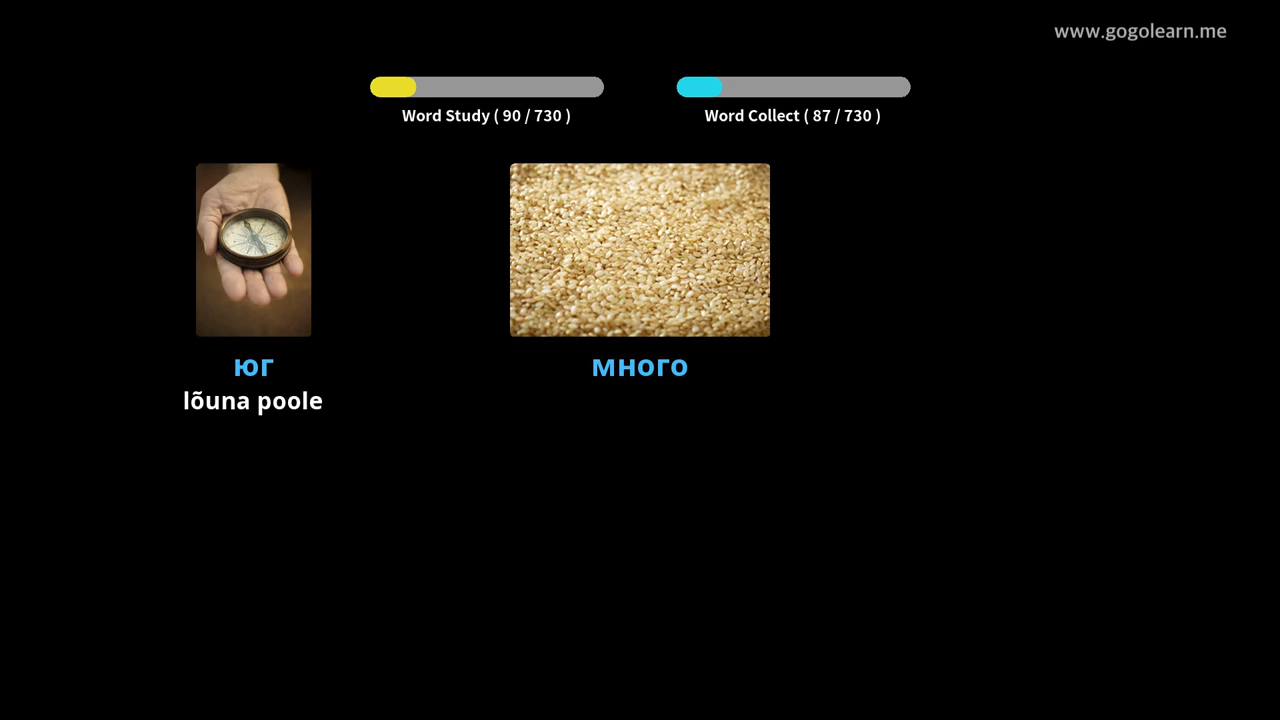 www.gogolearn.me
Word Study ( 90 / 730 )
Word Collect ( 87 / 730 )
юг
lõuna poole
много